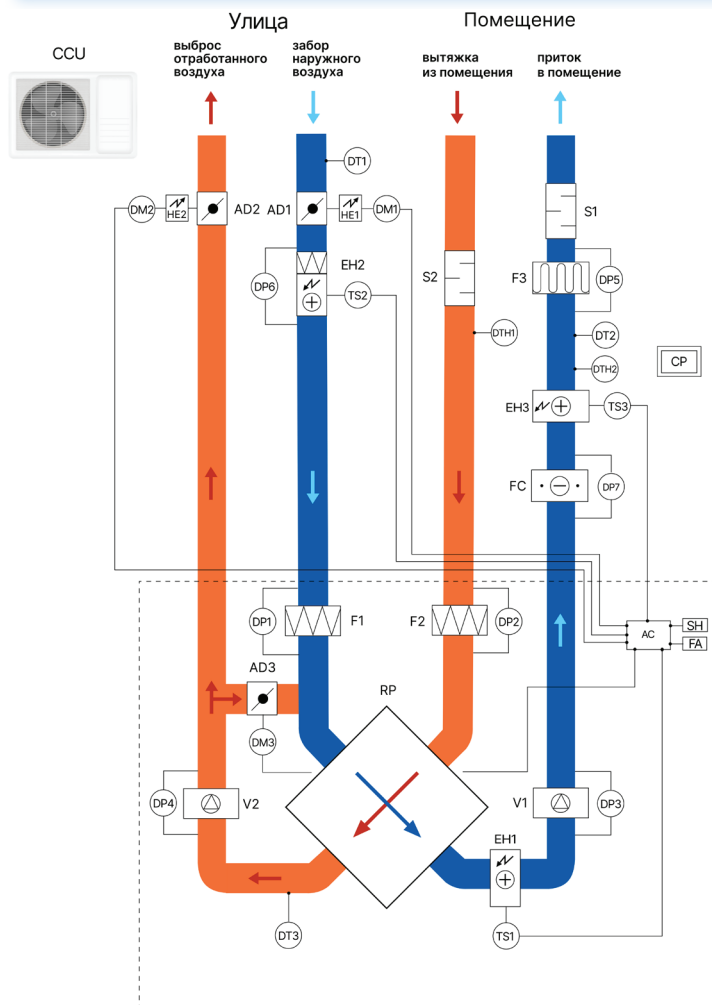 Улица
Помещение
CCU
выброс
отработанного
воздуха
забор
наружного
воздуха
вытяжка
из помещения
приток
в помещение
DT1
DM2
HE2
AD2
AD1
HE1
DM1
S1
EH2
DP6
TS2
S2
F3
DP5
DTH1
DT2
CP
DTH2
EH3
TS3
FC
DP7
DP1
F1
F2
DP2
AC
SH
FA
AD3
RP
DM3
DP4
V2
V1
DP3
EH1
DT3
TS1